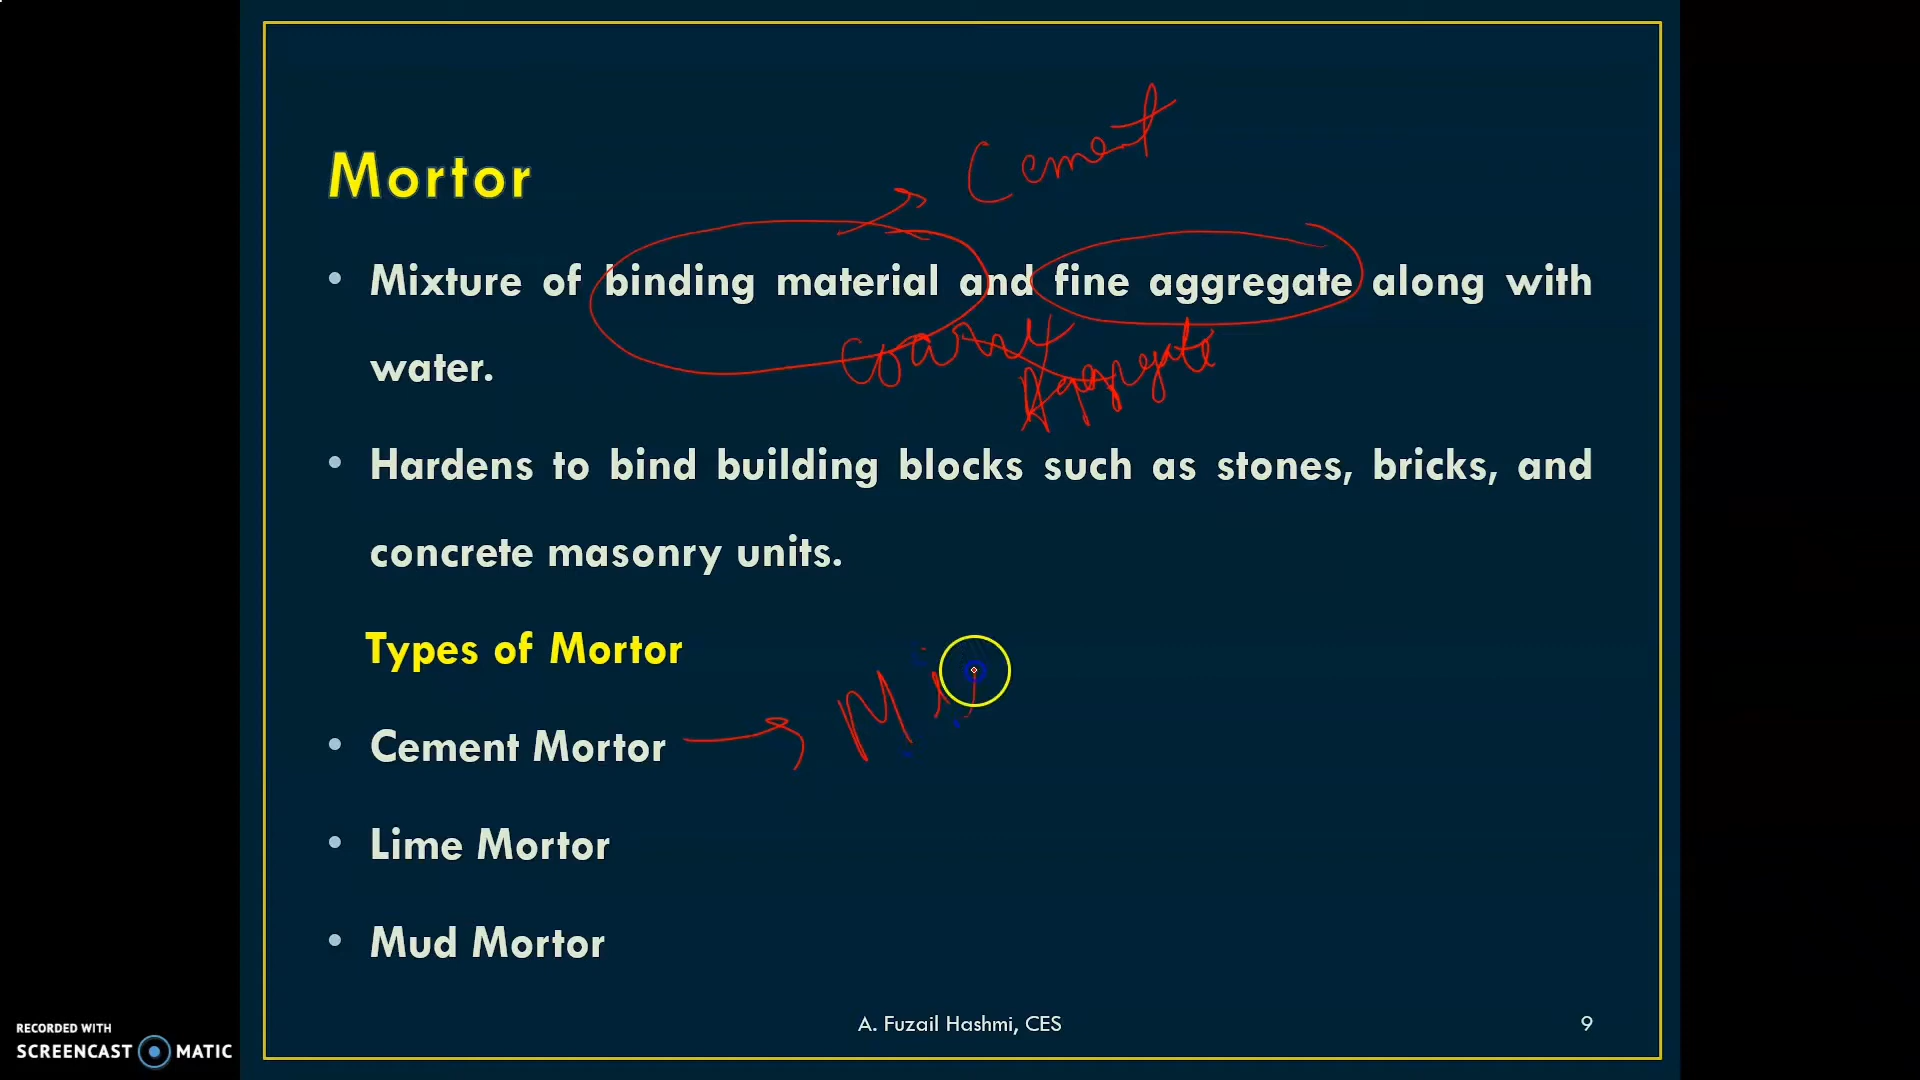 Cement
Mortor
• Mixture of binding material and fine aggregate along with
water.
Aggregate
• Hardens to bind building blocks such as stones, bricks, and
concrete masonry units.
Types of Mortor
• Cement Mortor
• Lime Mortor
• Mud Mortor
A. Fuzail Hashmi, CES 9
RECORDED WITH
SCREENCAST MATIC